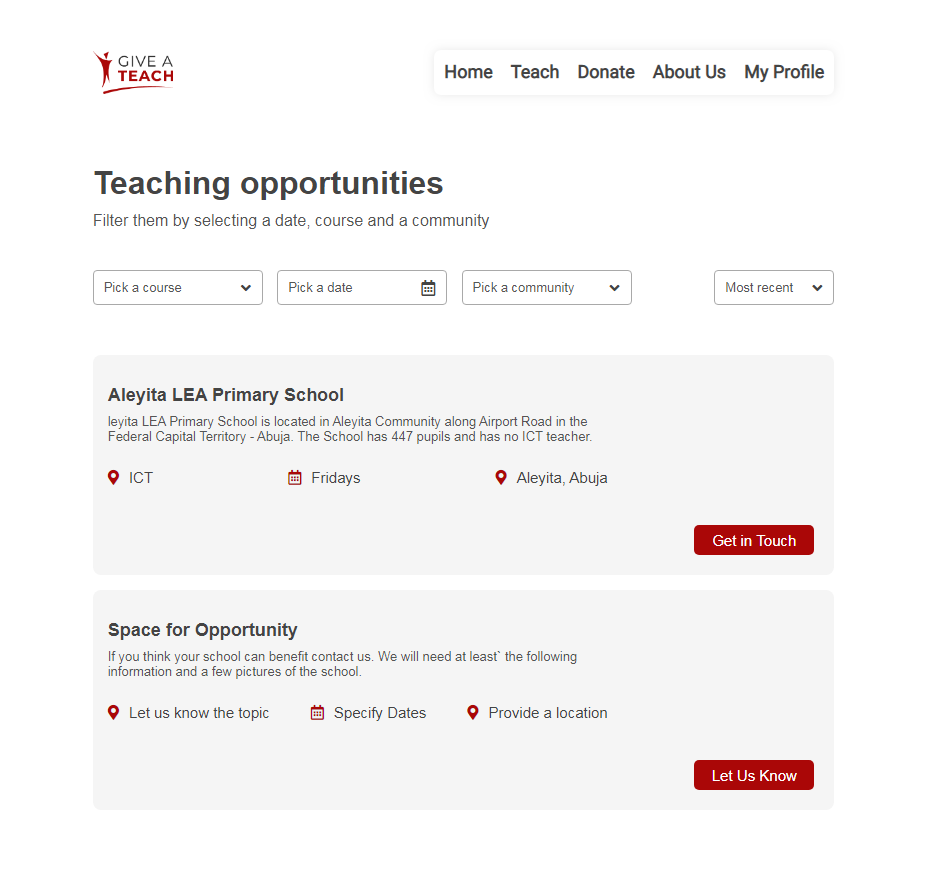 GIVE A
TEACH
Home Teach Donate About Us My Profile
Teaching opportunities
Filter them by selecting a date, course and a community
Pick a course Pick a date Pick a community Most recent
Aleyita LEA Primary School
leyita LEA Primary School is located in Aleyita Community along Airport Road in the
Federal Capital Territory - Abuja. The School has 447 pupils and has no ICT teacher.
ICT Fridays Aleyita, Abuja
Get in Touch
Space for Opportunity
If you think your school can benefit contact us. We will need at least` the following
information and a few pictures of the school.
Let us know the topic Specify Dates Provide a location
Let Us Know